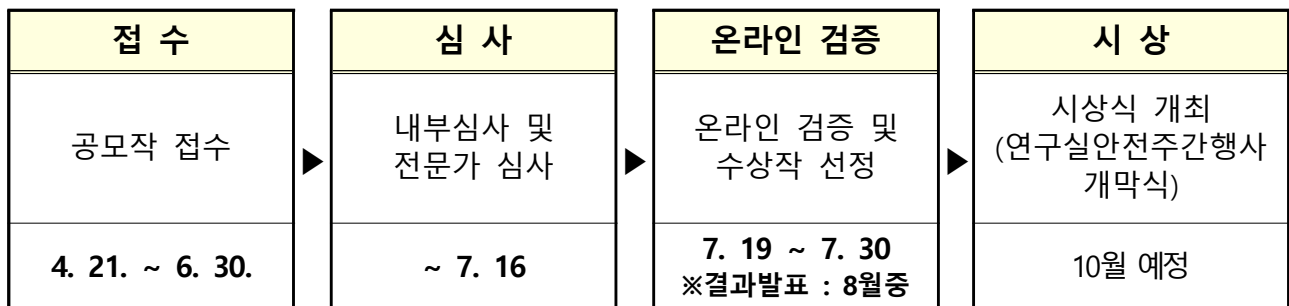 접 수
공모작 접수
4. 21. ~ 6. 30.
▶
심 사
내부심사 및
전문가 심사
~ 7. 16
▶
온라인 검증
온라인 검증 및
수상작 선정
7. 19 ~ 7. 30
※결과발표 : 8월중
▶
시 상
시상식 개최
(연구실안전주간행사
개막식)
10월 예정